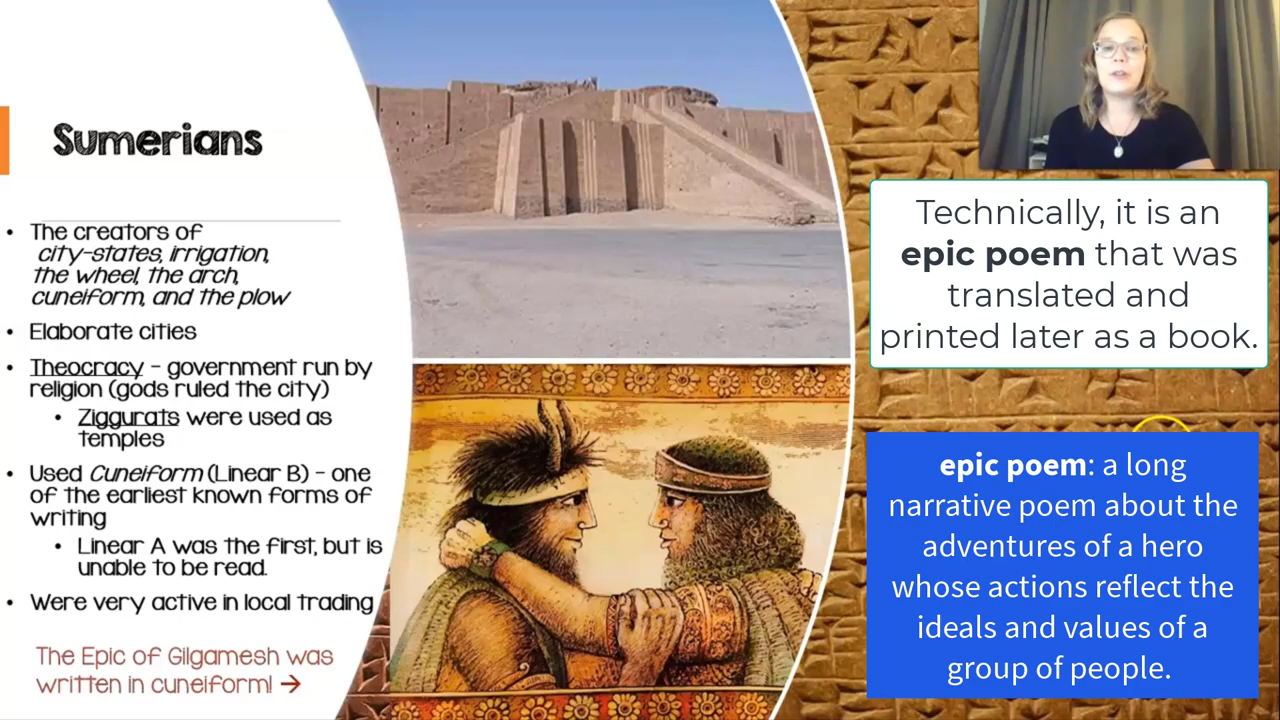 Sumerians
• The creators of
city-states, irrigation,
the wheel, the arch,
cuneiform, and the plow
• Elaborate cities
• Theocracy – government run by
religion (gods ruled the city)
• Ziggurats were used as
temples
• Used Cuneiform (Linear B) – one
of the earliest known forms of
writing
• Linear A was the first, but is
unable to be read.
• Were very active in local trading
The Epic of Gilgamesh was
written in cuneiform! →
Technically, it is an
epic poem that was
translated and
printed later as a book.
epic poem: a long
narrative poem about the
adventures of a hero
whose actions reflect the
ideals and values of a
group of people.